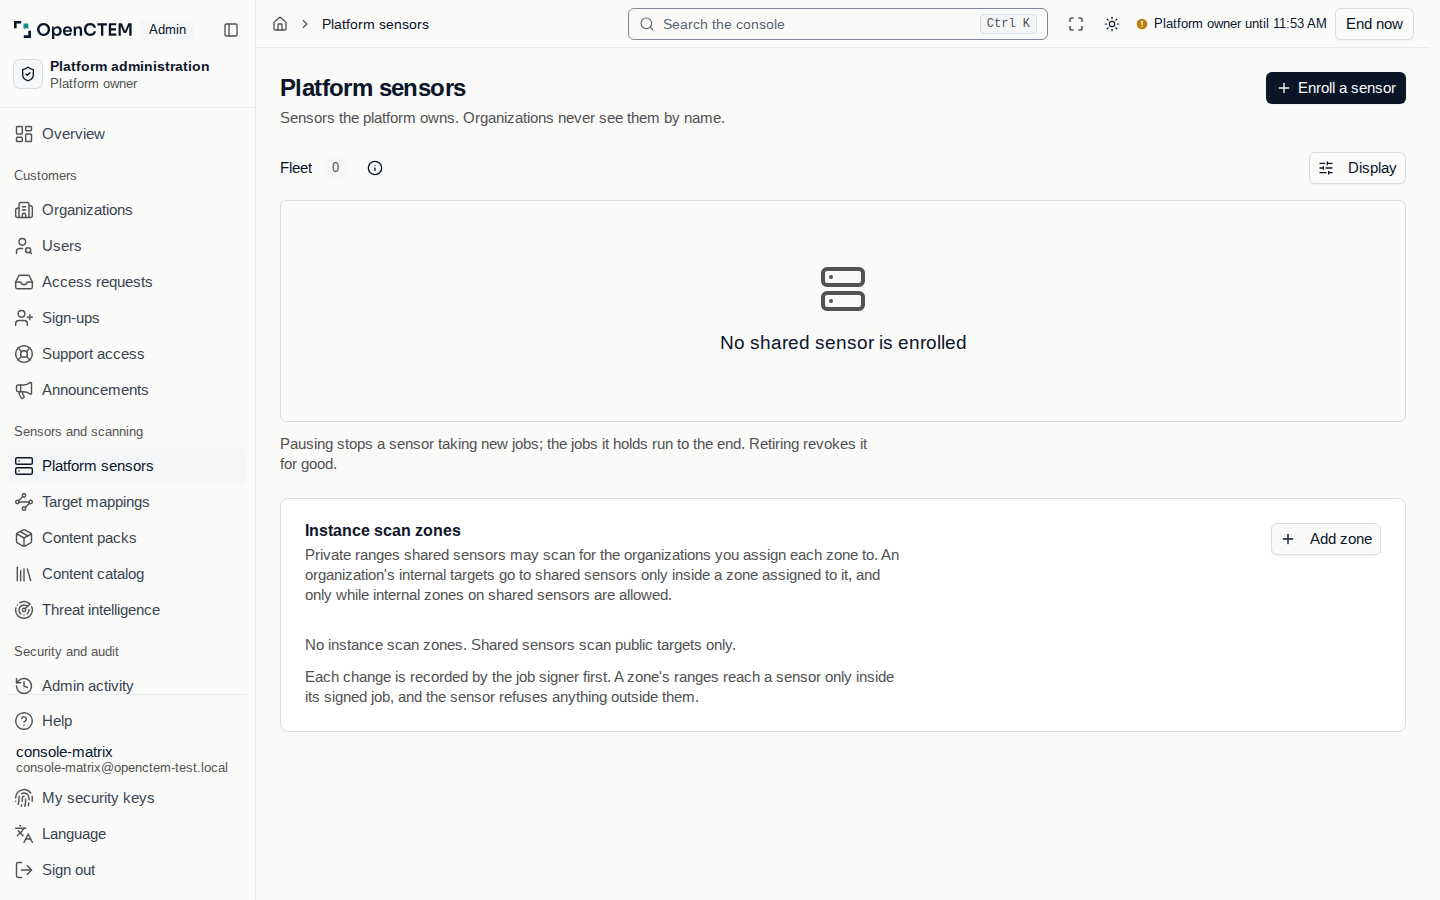 OpenCTEM Admin
Platform administration
Platform owner
Overview
Customers
Organizations
Users
Access requests
Sign-ups
Support access
Announcements
Sensors and scanning
Platform sensors
Target mappings
Content packs
Content catalog
Threat intelligence
Security and audit
Admin activity
Help
console-matrix
console-matrix@openctem-test.local
My security keys
Language
Sign out
Platform sensors
Search the console Ctrl K
Platform owner until 11:53 AM
End now
Platform sensors
Enroll a sensor
Sensors the platform owns. Organizations never see them by name.
Fleet 0
Display
No shared sensor is enrolled
Pausing stops a sensor taking new jobs; the jobs it holds run to the end. Retiring revokes it
for good.
Instance scan zones
Add zone
Private ranges shared sensors may scan for the organizations you assign each zone to. An
organization's internal targets go to shared sensors only inside a zone assigned to it, and
only while internal zones on shared sensors are allowed.
No instance scan zones. Shared sensors scan public targets only.
Each change is recorded by the job signer first. A zone's ranges reach a sensor only inside
its signed job, and the sensor refuses anything outside them.